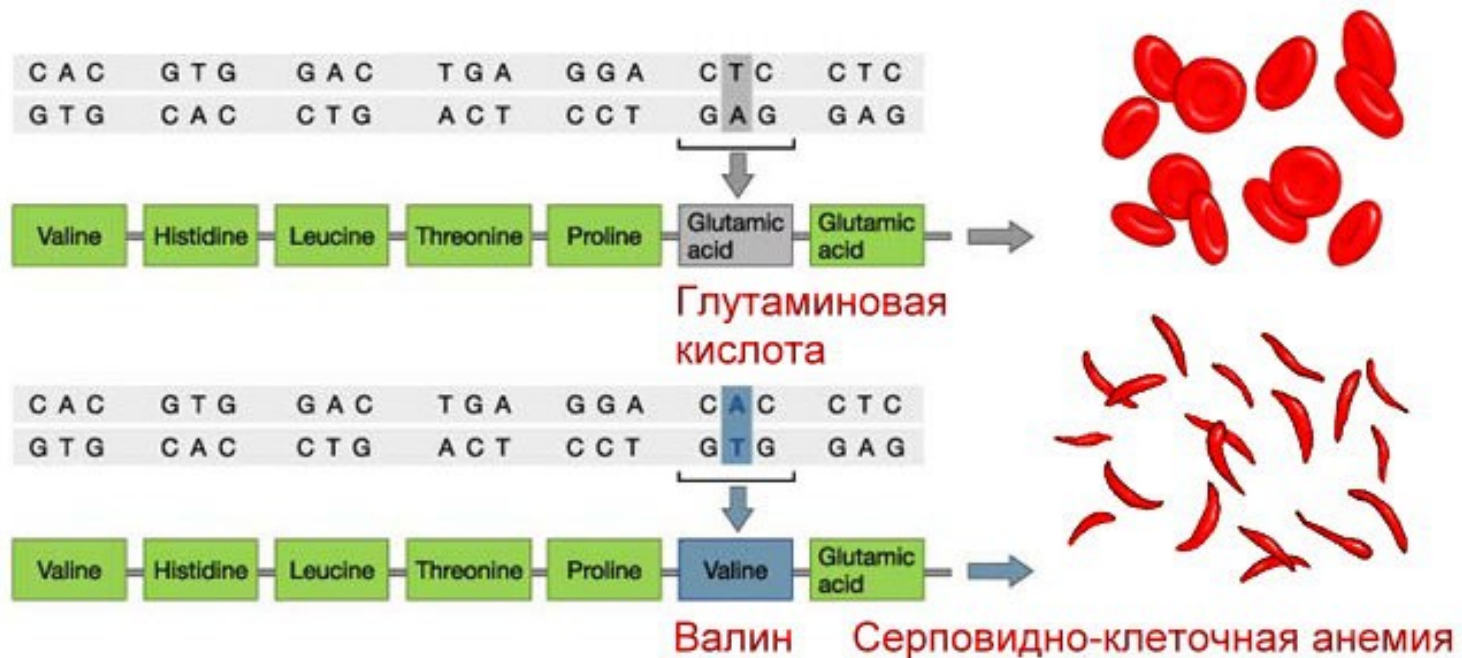 CAC GTG GAC TGA GGA CTC CTC
GTG CAC CTG ACT CCT GAG GAG
Valine Histidine Leucine Threonine Proline Glutamic acid Glutamic acid
Глутаминовая
кислота
CAC GTG GAC TGA GGA CAC CTC
GTG CAC CTG ACT CCT GTG GAG
Valine Histidine Leucine Threonine Proline Valine Glutamic acid
Валин Серповидно-клеточная анемия